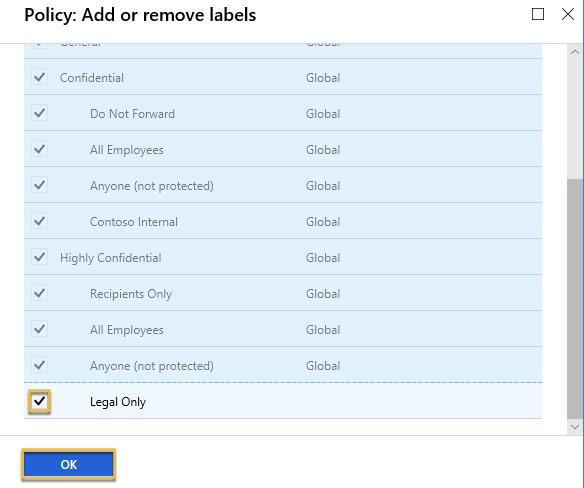 Policy: Add or remove labels
General Global
Confidential Global
Do Not Forward Global
All Employees Global
Anyone (not protected) Global
Contoso Internal Global
Highly Confidential Global
Recipients Only Global
All Employees Global
Anyone (not protected) Global
Legal Only
OK